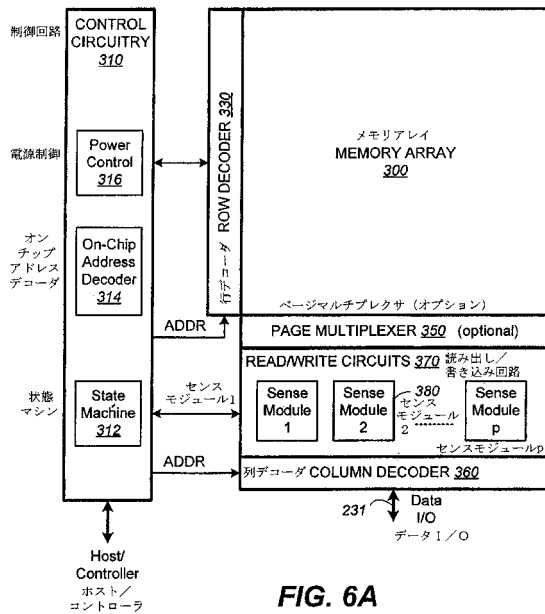 制御回路
CONTROL
CIRCUITRY
310
電源制御
Power
Control
316
オン
チップ
アドレス
デコーダ
On-Chip
Address
Decoder
314
状態
マシン
State
Machine
312
Host/
Controller
ホスト/
コントローラ
ADDR
ROW DECODER 330
行デコーダ
メモリアレイ
MEMORY ARRAY
300
ページマルチプレクサ(オプション)
PAGE MULTIPLEXER 350 (optional)
READ/WRITE CIRCUITS 370
読み出し/
書き込み回路
センス
モジュール1
Sense
Module
1
Sense
Module
2
380
センス
モジュール
2
Sense
Module
p
センスモジュールp
ADDR
列デコーダ COLUMN DECODER 360
231
Data
I/O
データI/O
FIG. 6A